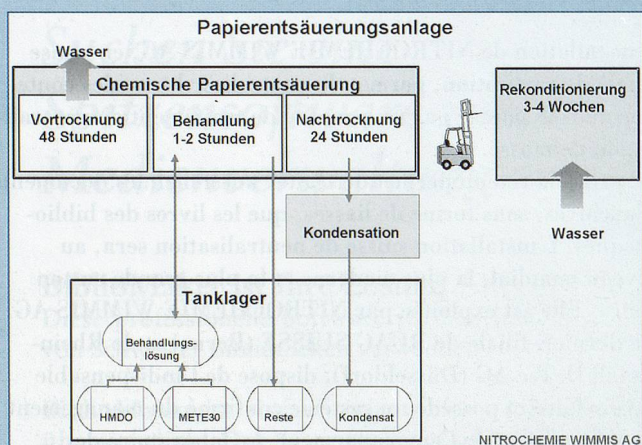 Papierentsäuerungsanlage
Wasser
Chemische Papierentsäuerung
Vortrocknung
48 Stunden
Behandlung
1-2 Stunden
Nachtrocknung
24 Stunden
Rekonditionierung
3-4 Wochen
Wasser
Kondensation
Tanklager
Behandlungs-
lösung
HMDO
METE30
Reste
Kondensat
NITROCHEMIE WIMMIS AG